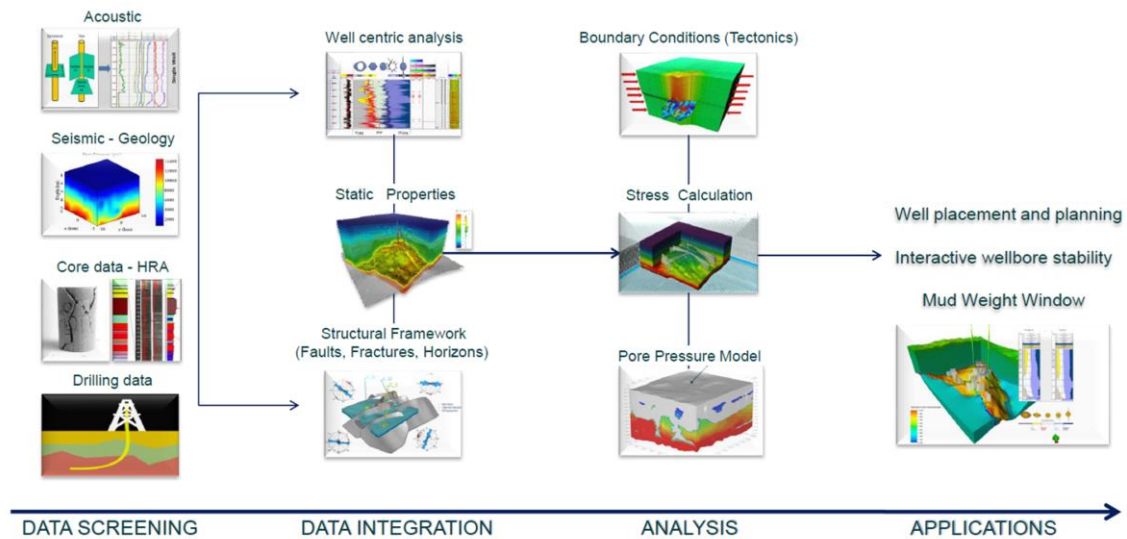 Acoustic
Seismic - Geology
Core data - HRA
Drilling data
Well centric analysis
Static Properties
Structural Framework
(Faults, Fractures, Horizons)
Boundary Conditions (Tectonics)
Stress Calculation
Pore Pressure Model
Well placement and planning
Interactive wellbore stability
Mud Weight Window
DATA SCREENING
DATA INTEGRATION
ANALYSIS
APPLICATIONS